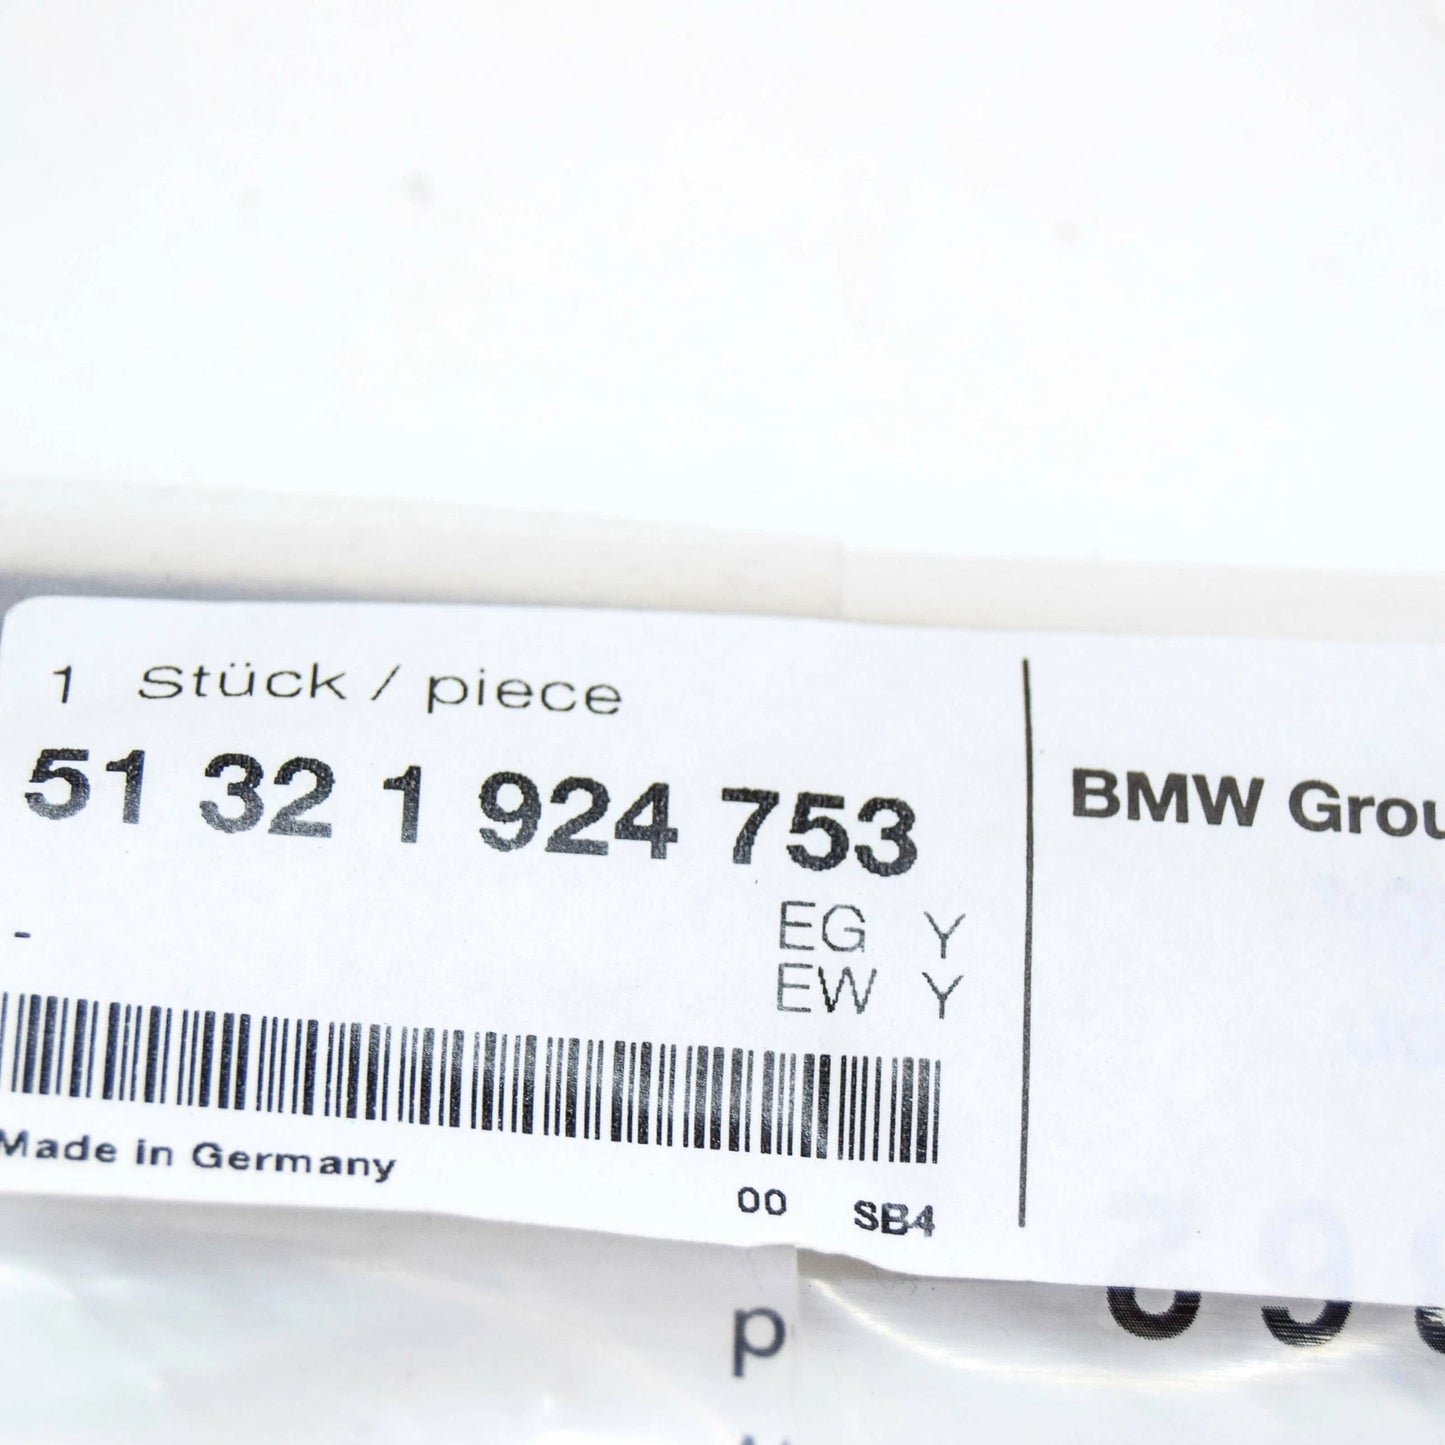 1 Stück / piece
51 32 1 924 753
BMW Grou
EG Y
-
EW Y
Made in Germany
00 SB4
p